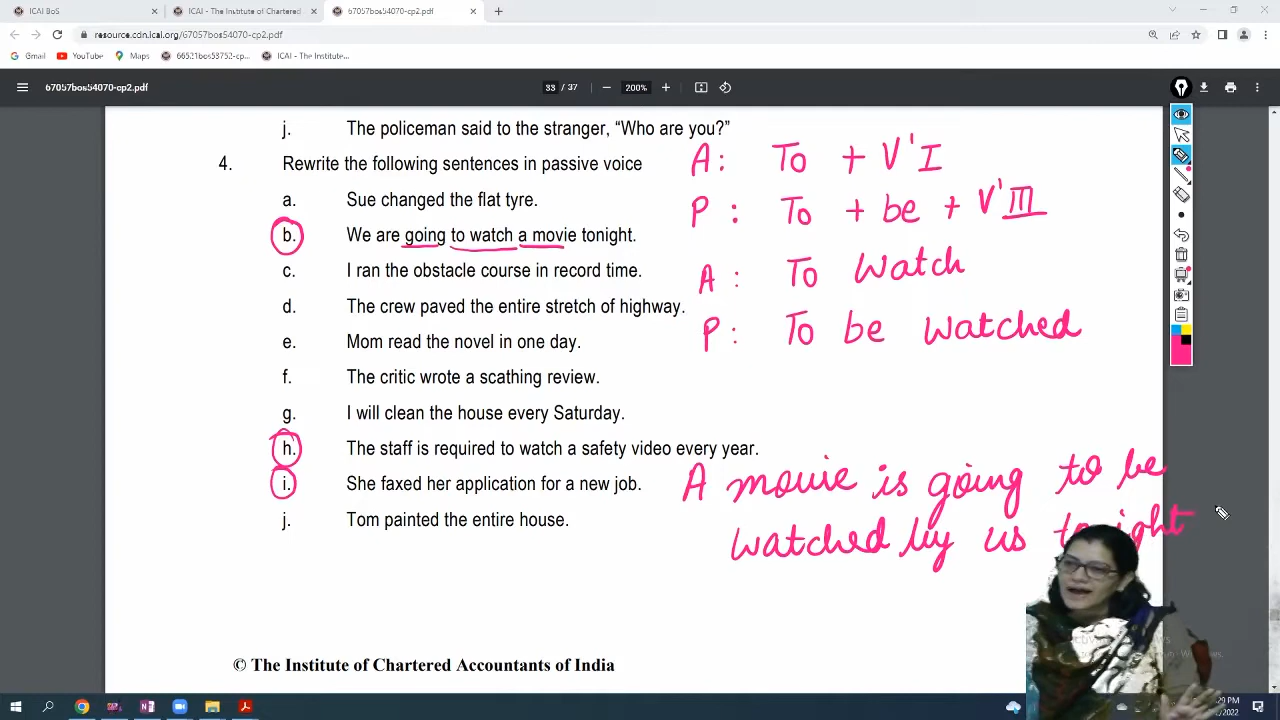 ICAI BoS
ICAI - The Institute of Chartered
67057bos54070-cp2.pdf
resource.cdn.icai.org/67057bos54070-cp2.pdf
Gmail
YouTube
Maps
66521bos53752-cp...
ICAI - The Institute...
67057bos54070-cp2.pdf
33 / 37
200%
j. The policeman said to the stranger, “Who are you?”
4. Rewrite the following sentences in passive voice
a. Sue changed the flat tyre.
b. We are going to watch a movie tonight.
c. I ran the obstacle course in record time.
d. The crew paved the entire stretch of highway.
e. Mom read the novel in one day.
f. The critic wrote a scathing review.
g. I will clean the house every Saturday.
h. The staff is required to watch a safety video every year.
i. She faxed her application for a new job.
j. Tom painted the entire house.
A: To + V'I
P: To + be + V'III
A: To Watch
P: To be watched
A movie is going to be
watched by us tonight
© The Institute of Chartered Accountants of India